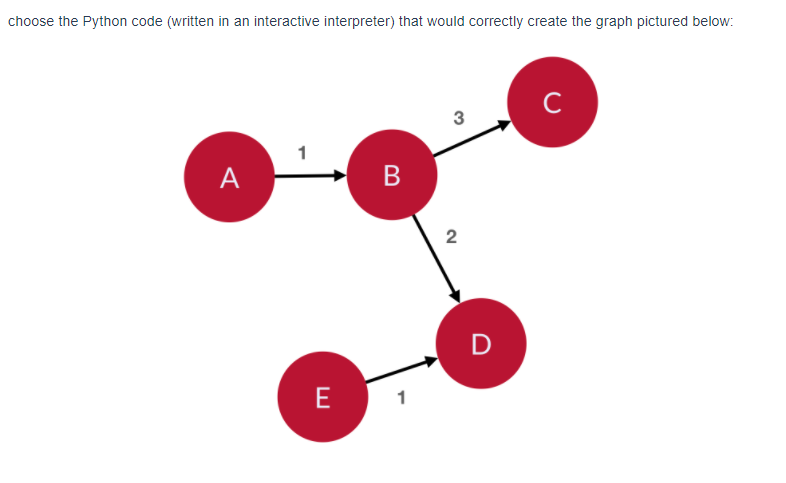 choose the Python code (written in an interactive interpreter) that would correctly create the graph pictured below:
C
3
1
A
B
2
D
E
1